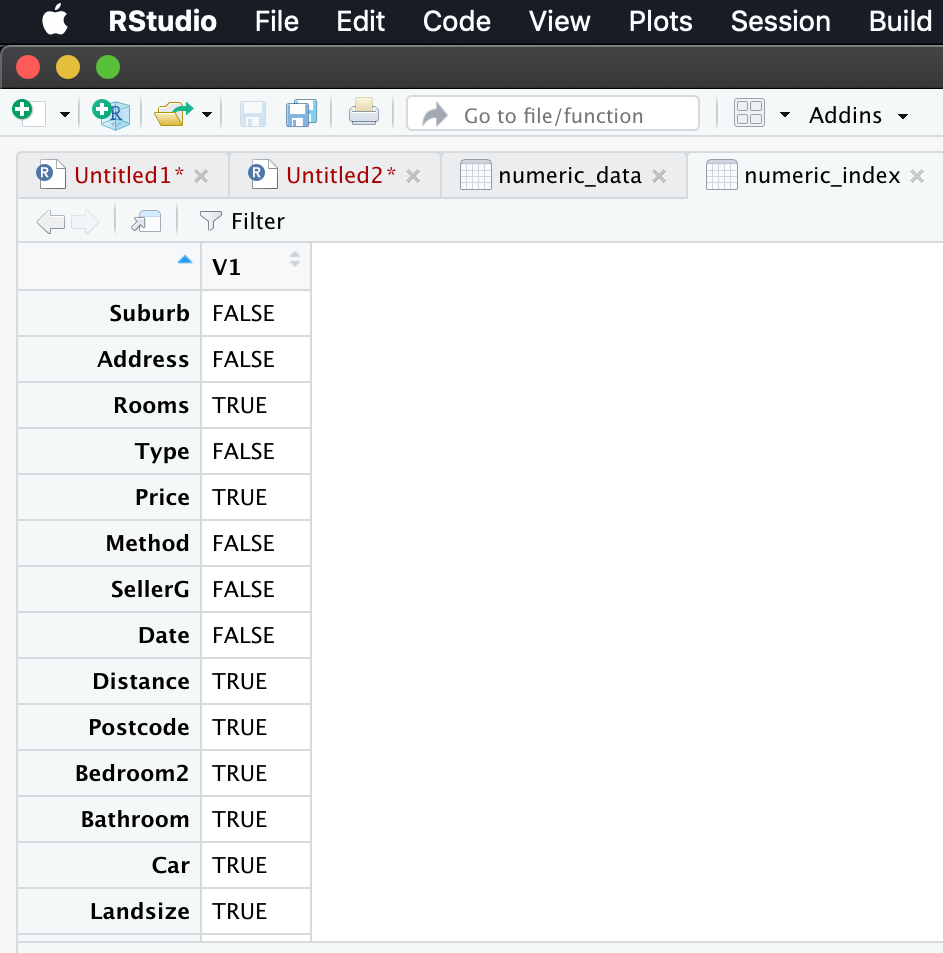 RStudio File Edit Code View Plots Session Build
R Go to file/function Addins
R Untitled1* R Untitled2* numeric_data numeric_index
Filter
V1
Suburb FALSE
Address FALSE
Rooms TRUE
Type FALSE
Price TRUE
Method FALSE
SellerG FALSE
Date FALSE
Distance TRUE
Postcode TRUE
Bedroom2 TRUE
Bathroom TRUE
Car TRUE
Landsize TRUE